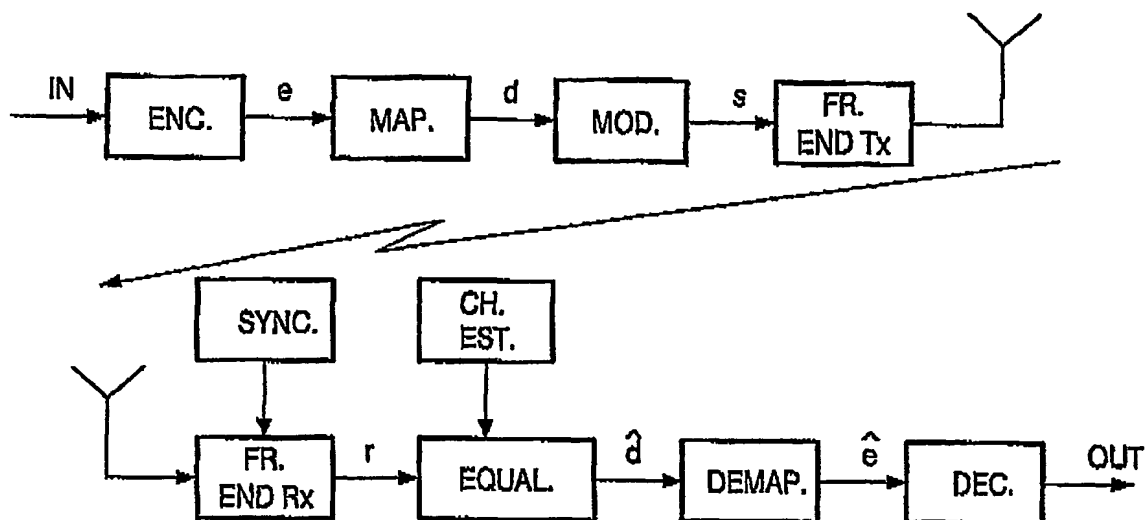 IN
ENC.
e
MAP.
d
MOD.
s
FR.
END Tx
SYNC.
CH.
EST.
FR.
END Rx
r
EQUAL.
d̂
DEMAP.
ê
DEC.
OUT